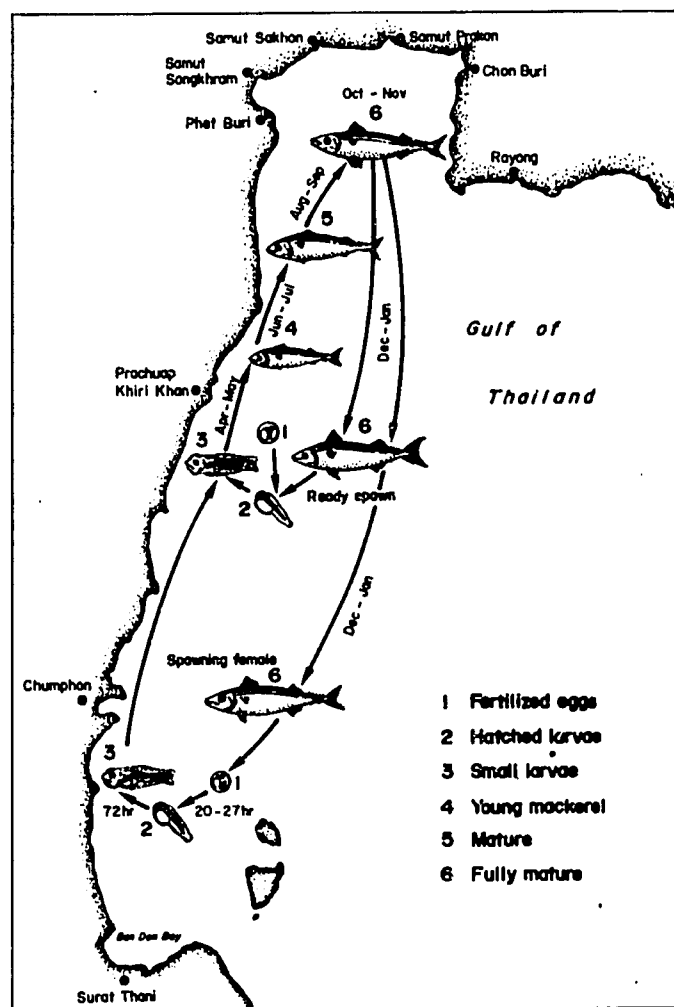 Samut Sakhon
Samut Prakan
Samut
Songkhram
Chon Buri
Oct - Nov
6
Phet Buri
Rayong
Aug-Sep
5
Jun-Jul
4
Gulf of
Thailand
Dec-Jan
Prachuap
Khiri Khan
Apr-May
3
1
6
2
Ready spawn
Dec-Jan
Spawning female
6
Chumphon
3
1
72hr
2
20-27hr
1 Fertilized eggs
2 Hatched larvae
3 Small larvae
4 Young mackerel
5 Mature
6 Fully mature
Ban Don Bay
Surat Thani